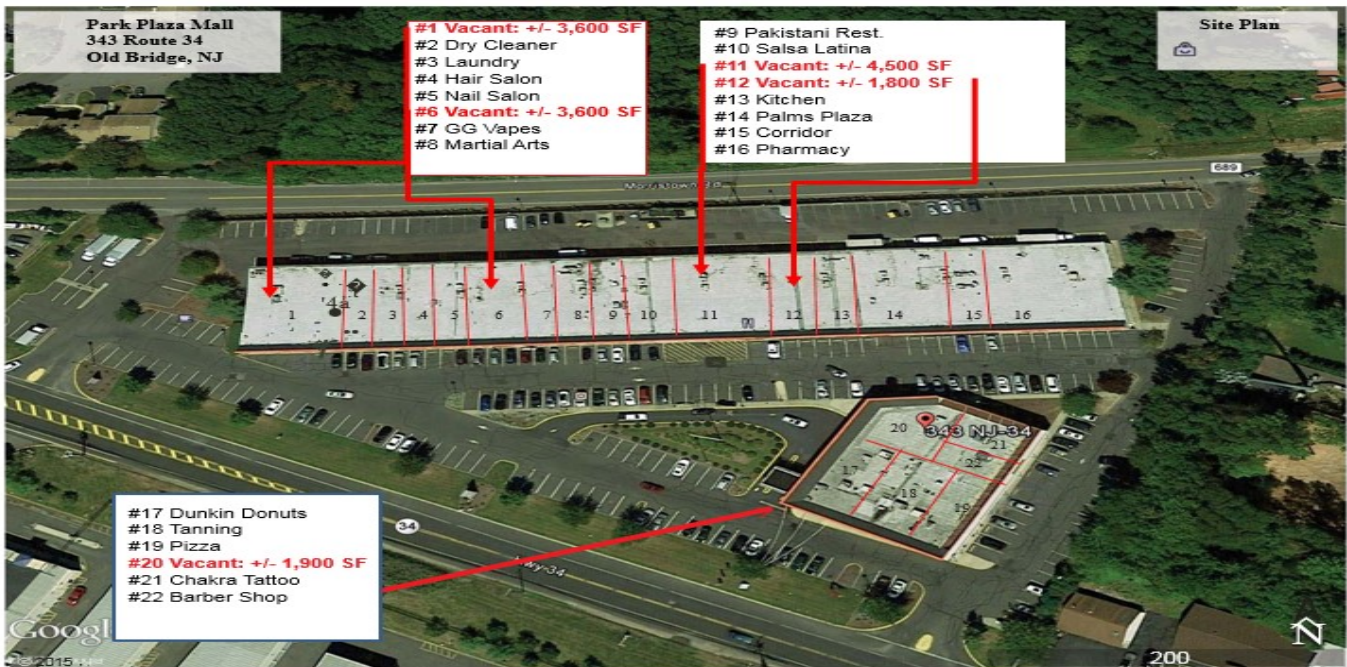 Park Plaza Mall
343 Route 34
Old Bridge, NJ
#1 Vacant: +/- 3,600 SF
#2 Dry Cleaner
#3 Laundry
#4 Hair Salon
#5 Nail Salon
#6 Vacant: +/- 3,600 SF
#7 GG Vapes
#8 Martial Arts
#9 Pakistani Rest.
#10 Salsa Latina
#11 Vacant: +/- 4,500 SF
#12 Vacant: +/- 1,800 SF
#13 Kitchen
#14 Palms Plaza
#15 Corridor
#16 Pharmacy
Site Plan
Morristown Rd
689
4a
1 2 3 4 5 6 7 8 9 10 11 12 13 14 15 16
20 343 NJ-34
21
17 22
18
19
34
wy-34
#17 Dunkin Donuts
#18 Tanning
#19 Pizza
#20 Vacant: +/- 1,900 SF
#21 Chakra Tattoo
#22 Barber Shop
Googl
2015
200
N